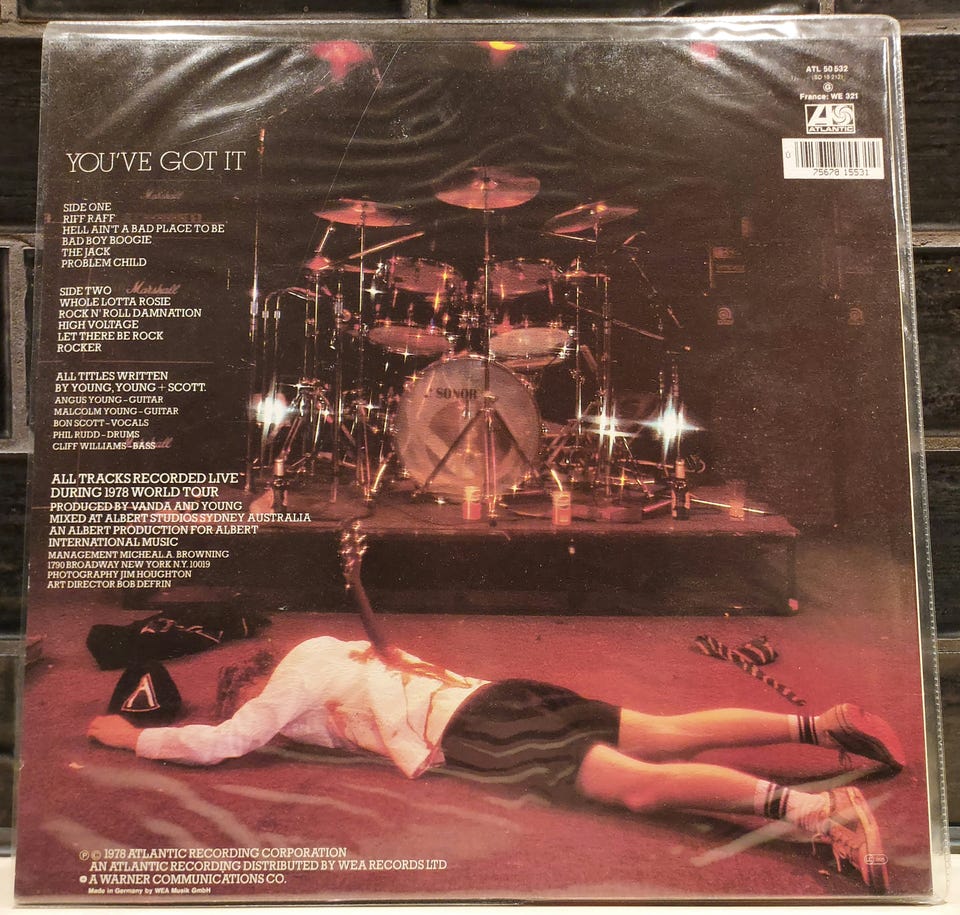 ATL 50 532
(SD 19 212)
G
France: WE 321
ATLANTIC
0
75678 15531
YOU'VE GOT IT
Marshall
SIDE ONE
RIFF RAFF
HELL AIN'T A BAD PLACE TO BE
BAD BOY BOOGIE
THE JACK
PROBLEM CHILD
Marshall
SIDE TWO
WHOLE LOTTA ROSIE
ROCK N' ROLL DAMNATION
HIGH VOLTAGE
LET THERE BE ROCK
ROCKER
SONOR
ALL TITLES WRITTEN
BY YOUNG, YOUNG + SCOTT.
ANGUS YOUNG - GUITAR
MALCOLM YOUNG - GUITAR
BON SCOTT - VOCALS
PHIL RUDD - DRUMS
CLIFF WILLIAMS - BASS
ALL TRACKS RECORDED LIVE
DURING 1978 WORLD TOUR
PRODUCED BY VANDA AND YOUNG
MIXED AT ALBERT STUDIOS SYDNEY AUSTRALIA
AN ALBERT PRODUCTION FOR ALBERT
INTERNATIONAL MUSIC
MANAGEMENT MICHEAL A. BROWNING
1790 BROADWAY NEW YORK N.Y. 10019
PHOTOGRAPHY JIM HOUGHTON
ART DIRECTOR BOB DEFRIN
A
℗ © 1978 ATLANTIC RECORDING CORPORATION
AN ATLANTIC RECORDING DISTRIBUTED BY WEA RECORDS LTD
A WARNER COMMUNICATIONS CO.
Made in Germany by WEA Musik GmbH